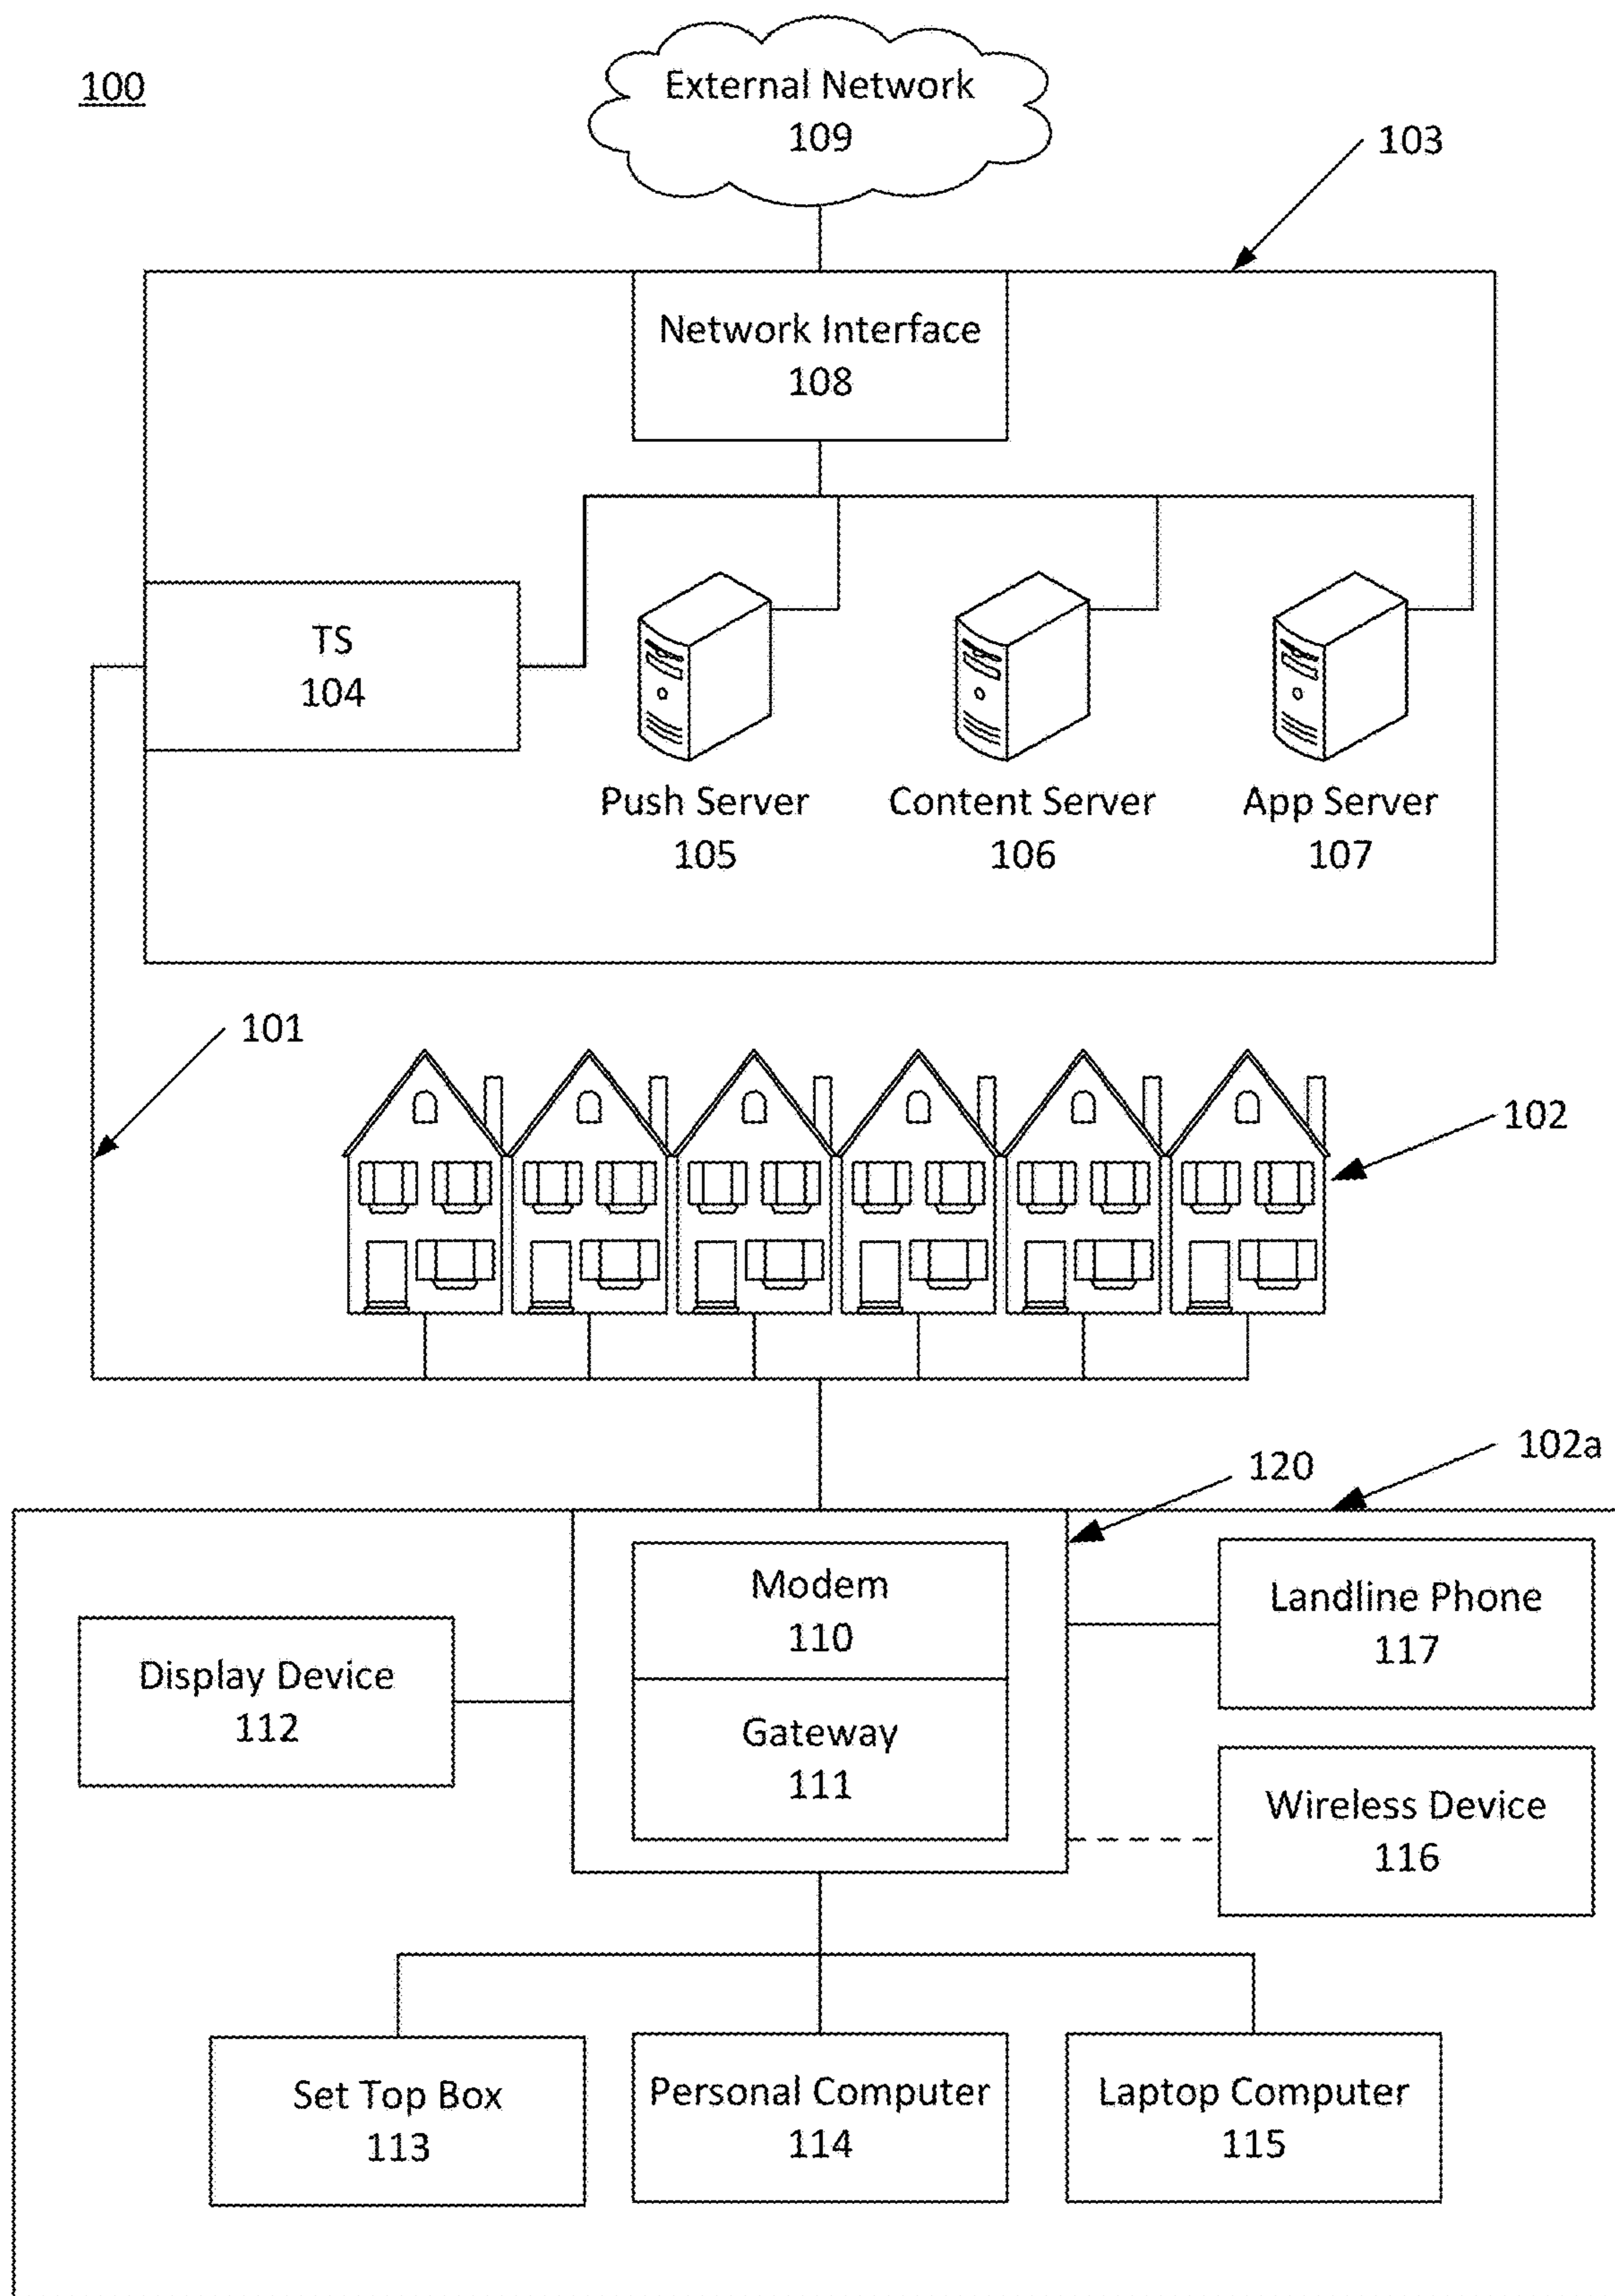 100
External Network
109
103
Network Interface
108
TS
104
Push Server
105
Content Server
106
App Server
107
101
102
102a
120
Modem
110
Gateway
111
Display Device
112
Landline Phone
117
Wireless Device
116
Set Top Box
113
Personal Computer
114
Laptop Computer
115